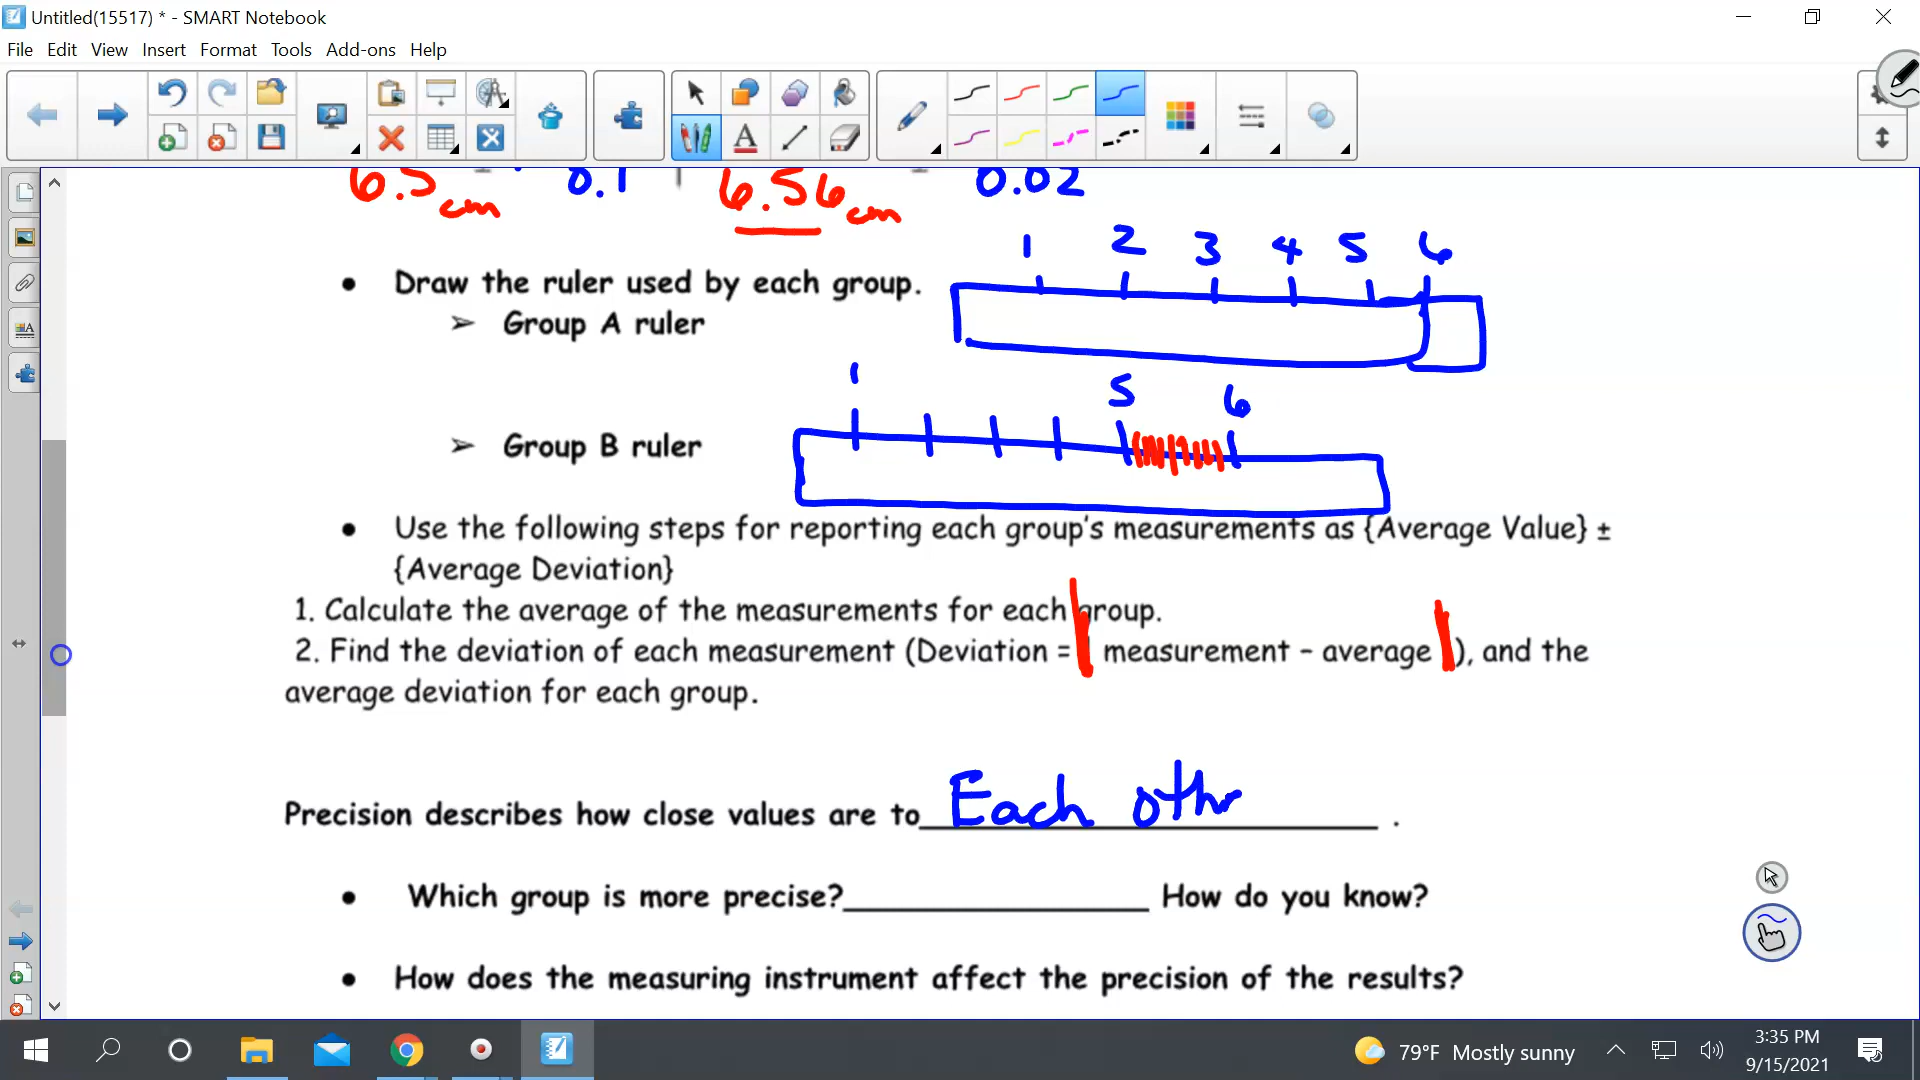 Untitled(15517) * - SMART Notebook
File Edit View Insert Format Tools Add-ons Help
6.5 cm 0.1 6.56 cm 0.02
1 2 3 4 5 6
• Draw the ruler used by each group.
➢ Group A ruler
1 5 6
➢ Group B ruler
• Use the following steps for reporting each group's measurements as {Average Value} ±
{Average Deviation}
1. Calculate the average of the measurements for each group.
2. Find the deviation of each measurement (Deviation = | measurement – average |), and the
average deviation for each group.
Precision describes how close values are to Each othr .
• Which group is more precise?__________ How do you know?
• How does the measuring instrument affect the precision of the results?
79°F Mostly sunny
3:35 PM
9/15/2021